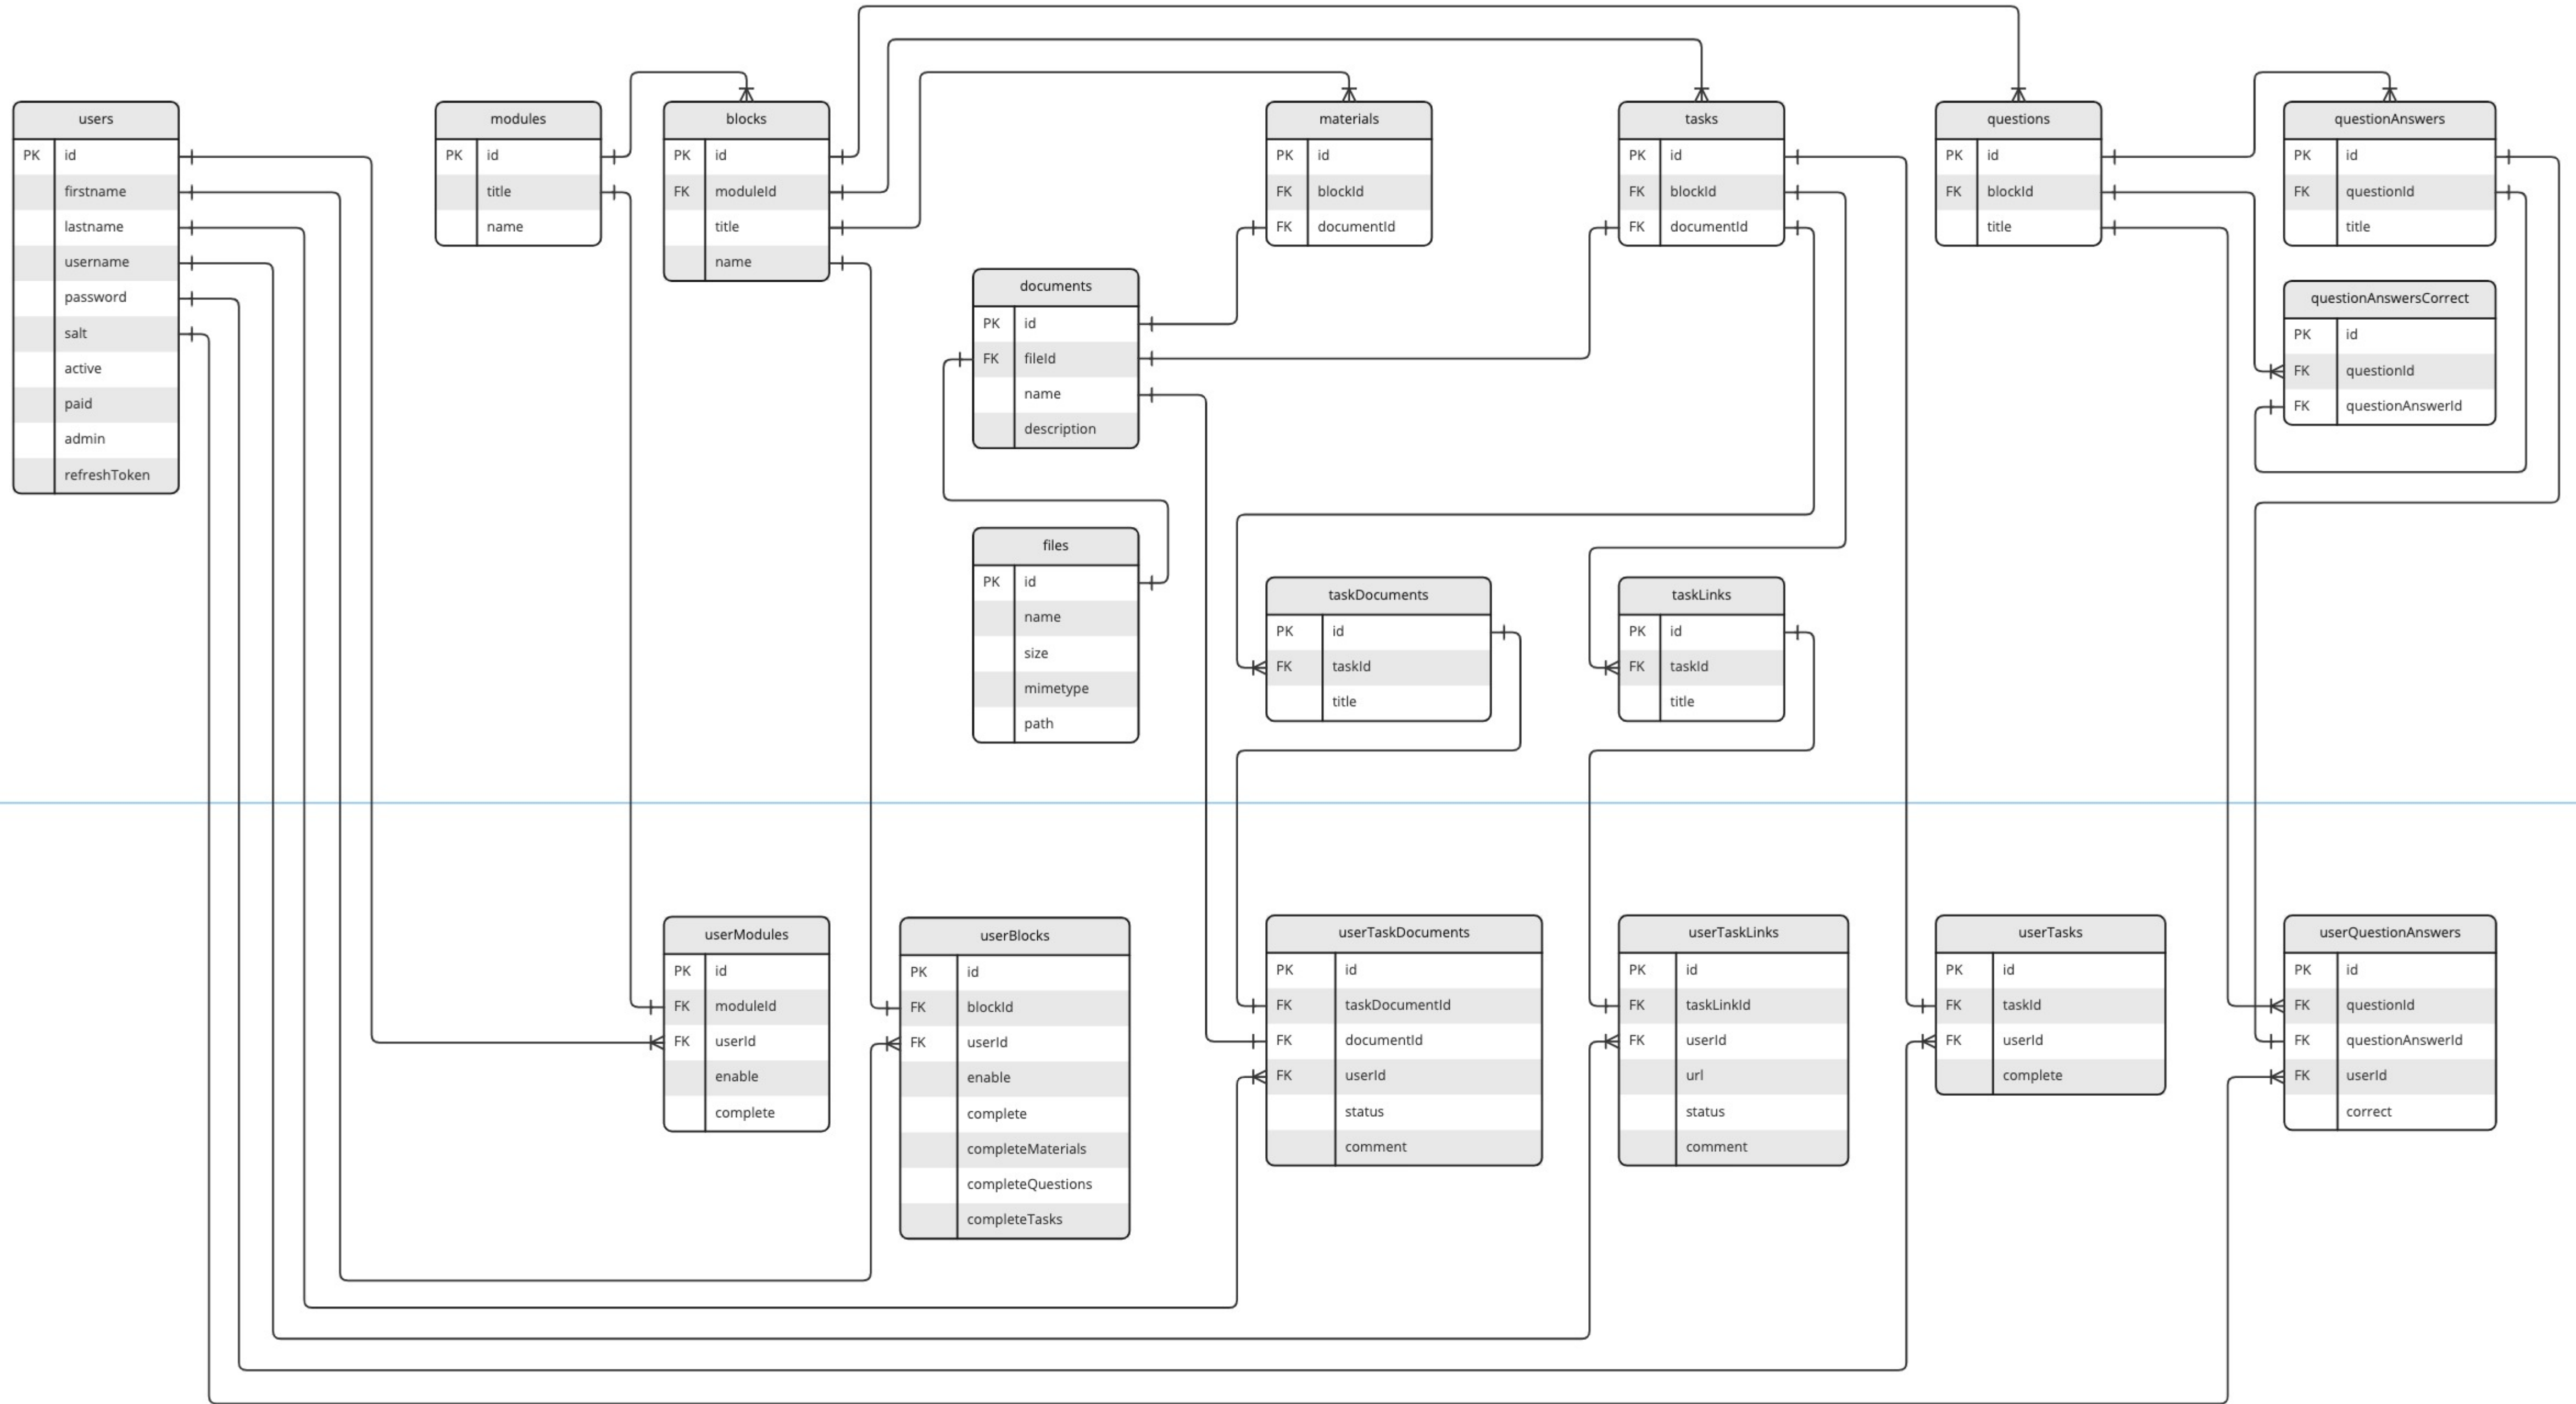 users
PK id
firstname
lastname
username
password
salt
active
paid
admin
refreshToken
modules
PK id
title
name
blocks
PK id
FK moduleId
title
name
materials
PK id
FK blockId
FK documentId
tasks
PK id
FK blockId
FK documentId
questions
PK id
FK blockId
title
questionAnswers
PK id
FK questionId
title
questionAnswersCorrect
PK id
FK questionId
FK questionAnswerId
documents
PK id
FK fileId
name
description
files
PK id
name
size
mimetype
path
taskDocuments
PK id
FK taskId
title
taskLinks
PK id
FK taskId
title
userModules
PK id
FK moduleId
FK userId
enable
complete
userBlocks
PK id
FK blockId
FK userId
enable
complete
completeMaterials
completeQuestions
completeTasks
userTaskDocuments
PK id
FK taskDocumentId
FK documentId
FK userId
status
comment
userTaskLinks
PK id
FK taskLinkId
FK userId
url
status
comment
userTasks
PK id
FK taskId
FK userId
complete
userQuestionAnswers
PK id
FK questionId
FK questionAnswerId
FK userId
correct